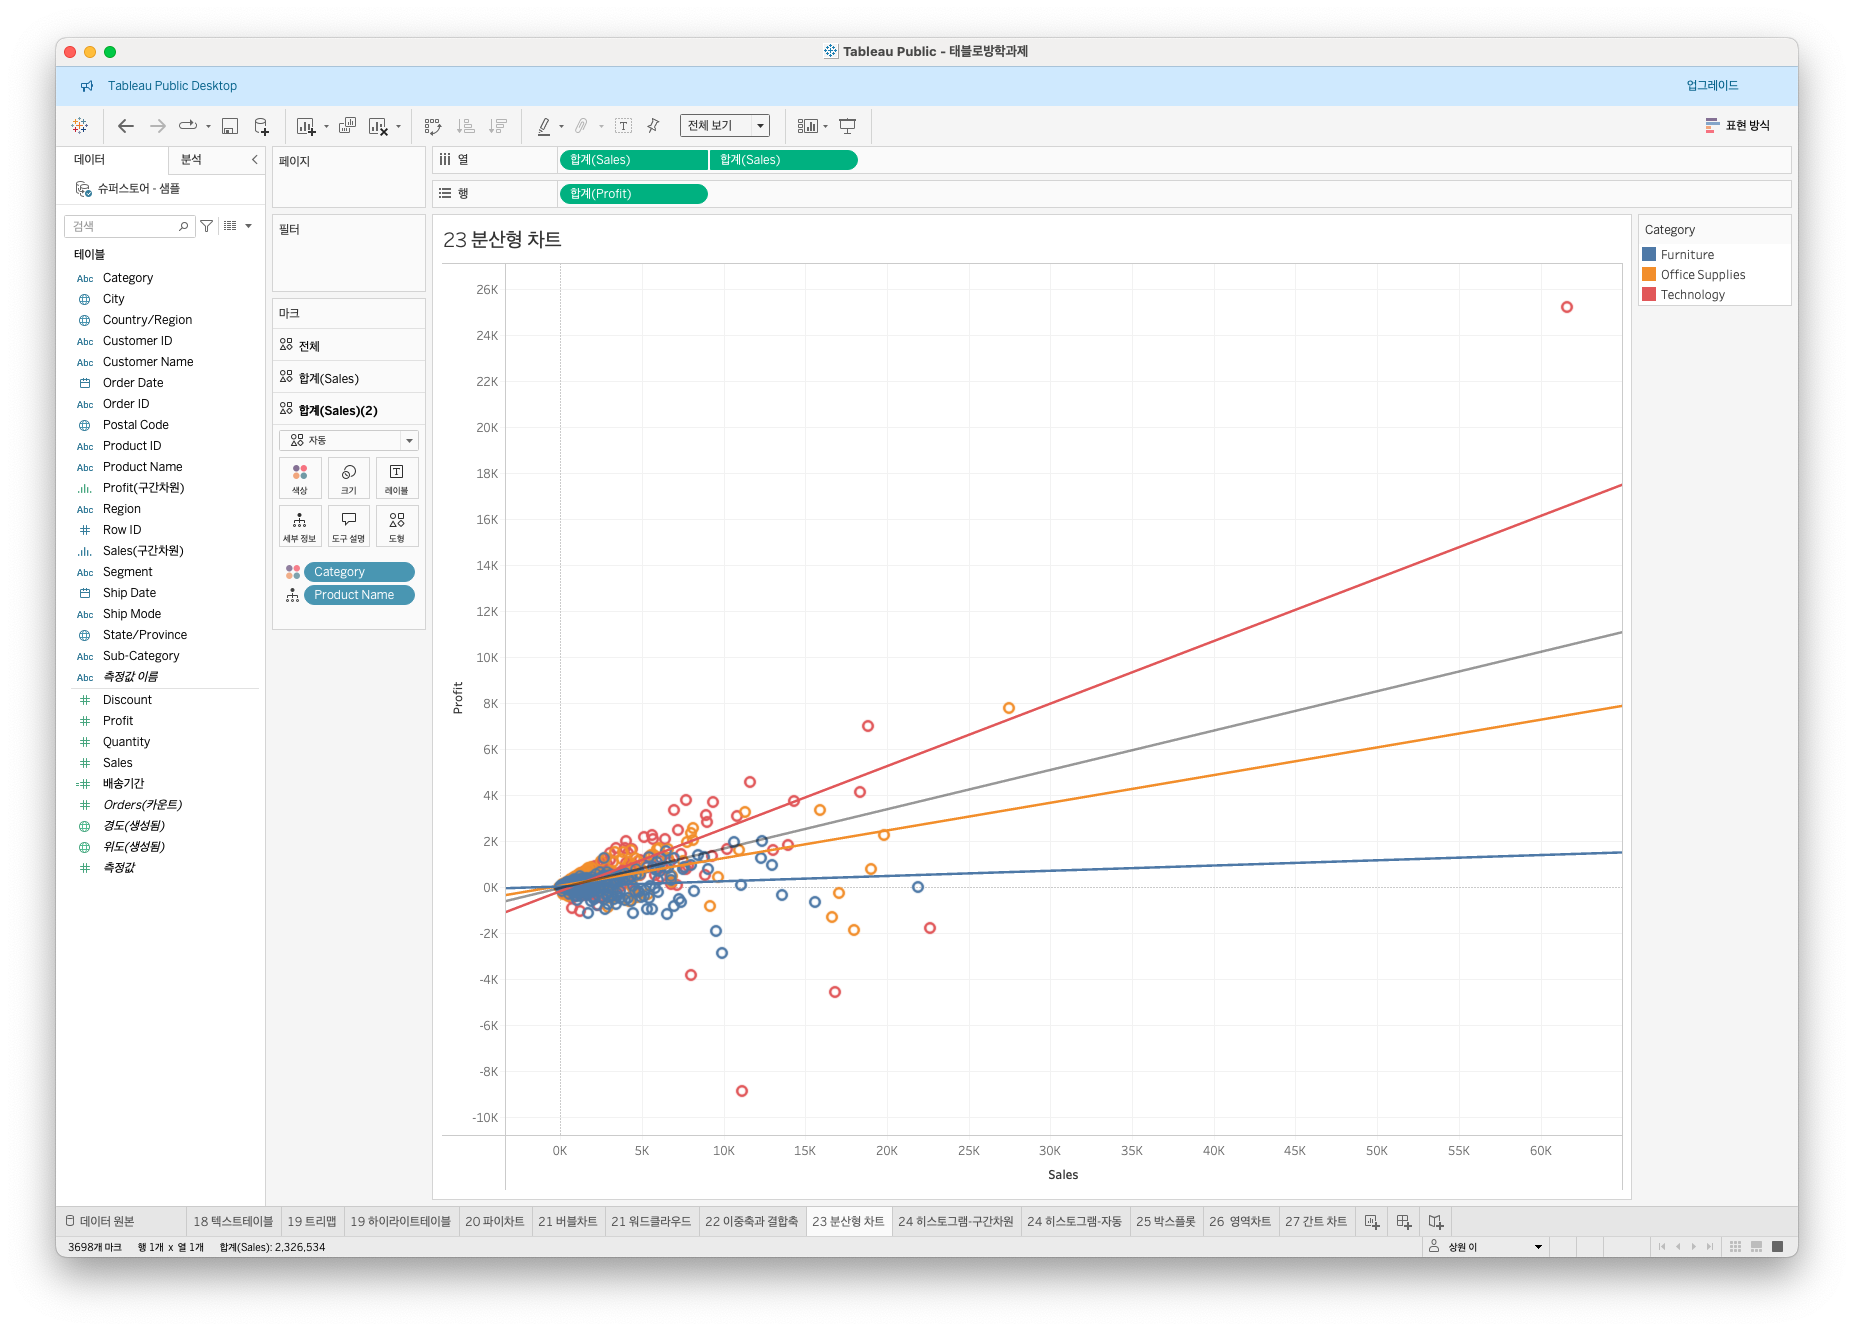 Tableau Public - 태블로방학과제
Tableau Public Desktop
업그레이드
전체 보기
표현 방식
데이터
분석
슈퍼스토어 - 샘플
검색
테이블
Abc Category
City
Country/Region
Abc Customer ID
Abc Customer Name
Order Date
Abc Order ID
Postal Code
Abc Product ID
Abc Product Name
Profit(구간차원)
Abc Region
Row ID
Sales(구간차원)
Abc Segment
Ship Date
Abc Ship Mode
State/Province
Abc Sub-Category
Abc 측정값 이름
Discount
Profit
Quantity
Sales
배송기간
Orders(카운트)
경도(생성됨)
위도(생성됨)
측정값
페이지
필터
마크
전체
합계(Sales)
합계(Sales)(2)
자동
색상
크기
레이블
세부 정보
도구 설명
도형
Category
Product Name
열
합계(Sales)
합계(Sales)
행
합계(Profit)
23 분산형 차트
26K
24K
22K
20K
18K
16K
14K
12K
10K
8K
6K
4K
2K
0K
-2K
-4K
-6K
-8K
-10K
Profit
0K 5K 10K 15K 20K 25K 30K 35K 40K 45K 50K 55K 60K
Sales
Category
Furniture
Office Supplies
Technology
데이터 원본
18 텍스트테이블
19 트리맵
19 하이라이트테이블
20 파이차트
21 버블차트
21 워드클라우드
22 이중축과 결합축
23 분산형 차트
24 히스토그램-구간차원
24 히스토그램-자동
25 박스플롯
26 영역차트
27 간트 차트
3698개 마크
행 1개 x 열 1개
합계(Sales): 2,326,534
상원 이